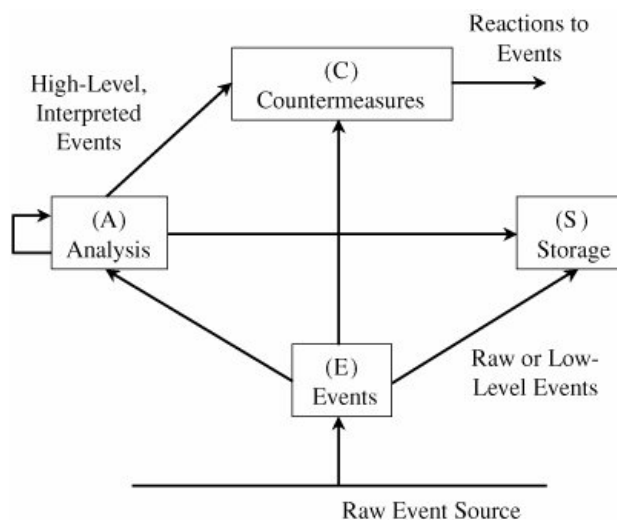 Reactions to
Events
(C)
Countermeasures
High-Level,
Interpreted
Events
(A)
Analysis
(S)
Storage
(E)
Events
Raw or Low-
Level Events
Raw Event Source